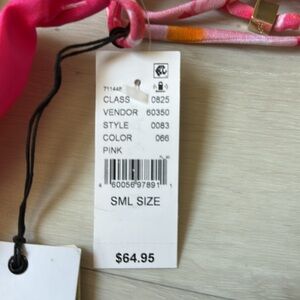 711446
CLASS 0825
VENDOR 60350
STYLE 0083
COLOR 066
PINK
4 60056 97891 1
SML SIZE
$64.95